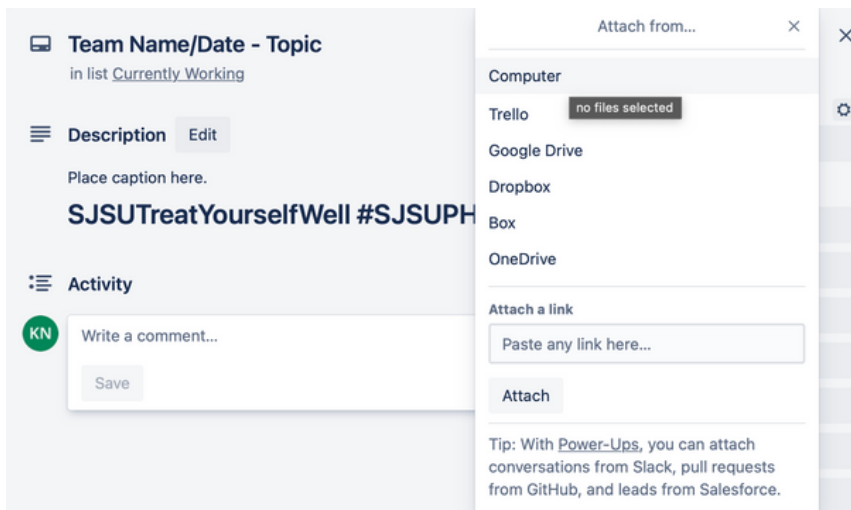 Team Name/Date - Topic
in list Currently Working
Description Edit
Place caption here.
SJSUTreatYourselfWell #SJSUPH
Activity
KN
Write a comment...
Save
Attach from...
Computer
no files selected
Trello
Google Drive
Dropbox
Box
OneDrive
Attach a link
Paste any link here...
Attach
Tip: With Power-Ups, you can attach
conversations from Slack, pull requests
from GitHub, and leads from Salesforce.